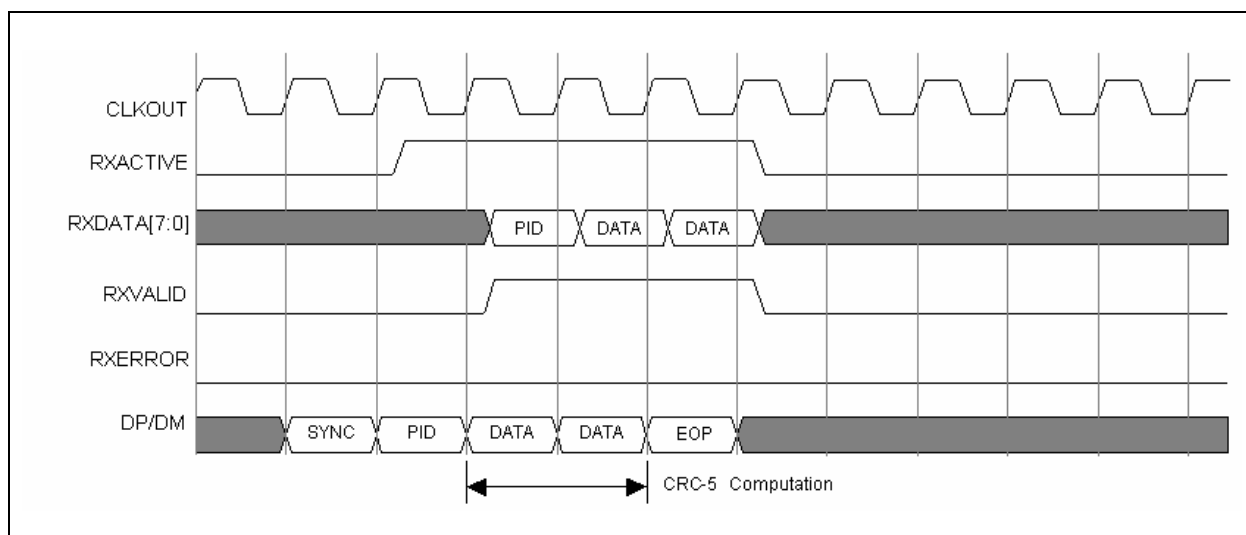 CLKOUT
RXACTIVE
RXDATA[7:0]
PID DATA DATA
RXVALID
RXERROR
DP/DM
SYNC PID DATA DATA EOP
CRC-5 Computation